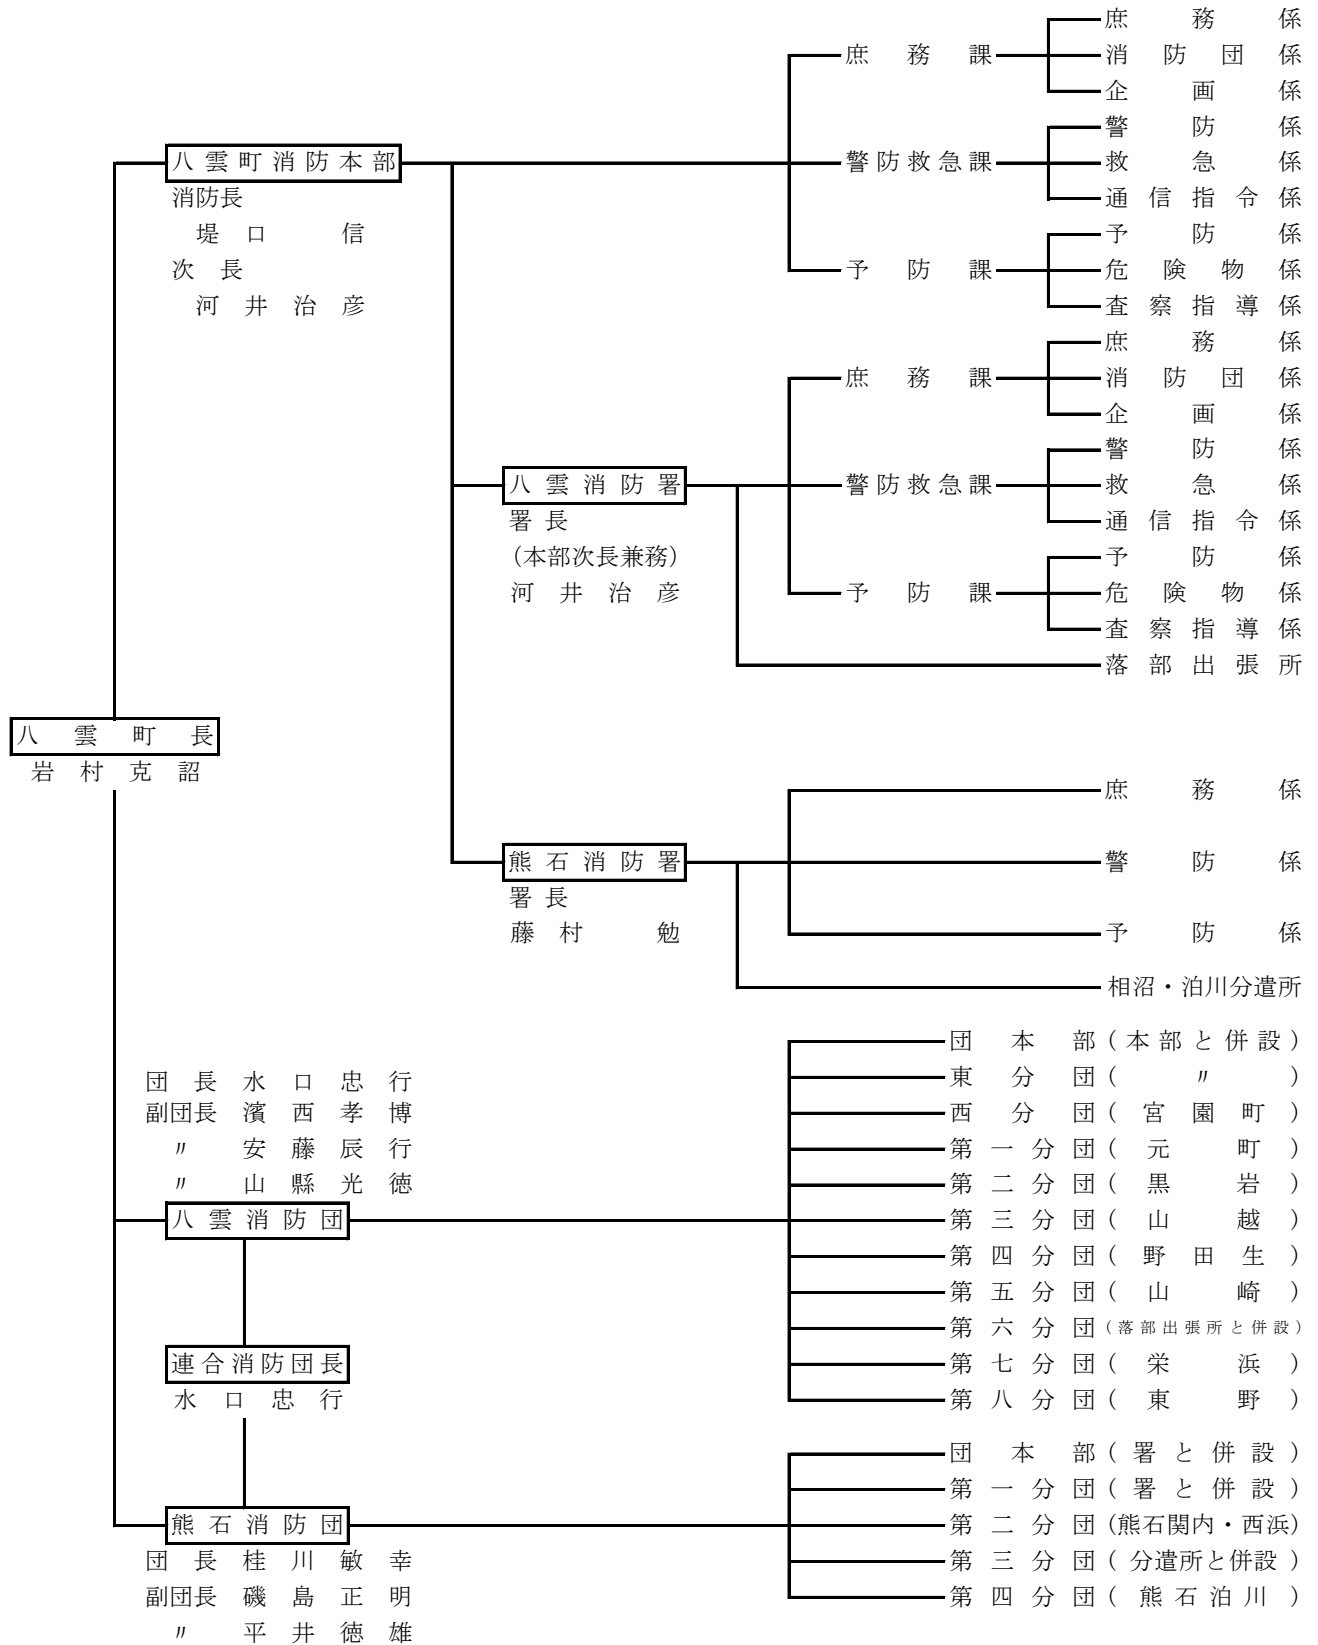 庶務係
庶務課 消防団係
企画係
警防係
八雲町消防本部 警防救急課 救急係
消防長 通信指令係
堤口 信 予防係
次長 予防課 危険物係
河井治彦 査察指導係
庶務係
庶務課 消防団係
企画係
警防係
八雲消防署 警防救急課 救急係
署長 通信指令係
(本部次長兼務) 予防係
河井治彦 予防課 危険物係
査察指導係
落部出張所
八雲町長
岩村克詔
庶務係
熊石消防署 警防係
署長
藤村 勉 予防係
相沼・泊川分遣所
団本部(本部と併設)
団長 水口忠行 東分団(〃)
副団長 濱西孝博 西分団(宮園町)
〃 安藤辰行 第一分団(元町)
〃 山縣光徳 第二分団(黒岩)
八雲消防団 第三分団(山越)
第四分団(野田生)
第五分団(山崎)
第六分団(落部出張所と併設)
連合消防団長 第七分団(栄浜)
水口忠行 第八分団(東野)
団本部(署と併設)
第一分団(署と併設)
熊石消防団 第二分団(熊石関内・西浜)
団長 桂川敏幸 第三分団(分遣所と併設)
副団長 磯島正明 第四分団(熊石泊川)
〃 平井徳雄